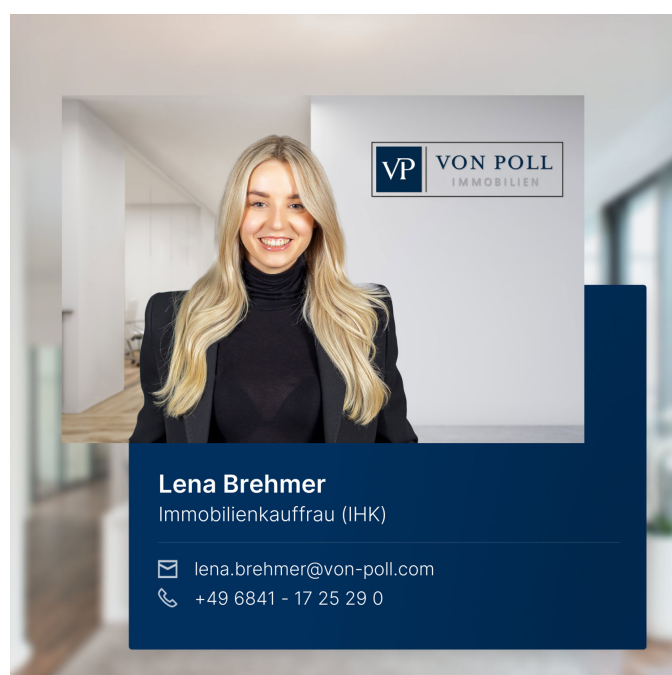 VP VON POLL
IMMOBILIEN
Lena Brehmer
Immobilienkauffrau (IHK)
lena.brehmer@von-poll.com
+49 6841 - 17 25 29 0